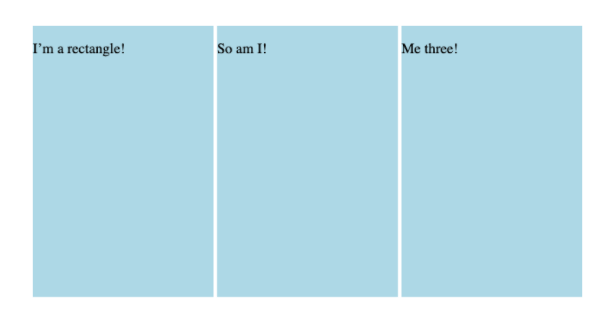 I’m a rectangle!
So am I!
Me three!